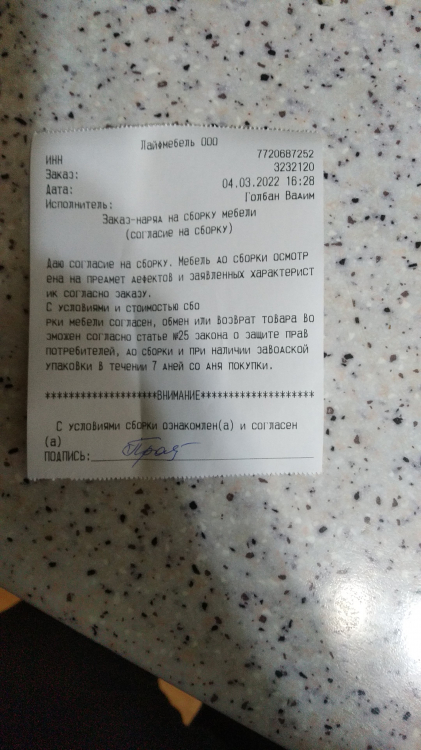 Лайфмебель ООО
ИНН 7720687252
Заказ: 3232120
Дата: 04.03.2022 16:28
Исполнитель: Голбан Вадим
Заказ-наряд на сборку мебели
(согласие на сборку)
Даю согласие на сборку. Мебель до сборки осмотр
ена на предмет дефектов и заявленных характерист
ик согласно заказу.
С условиями и стоимостью сбо
рки мебели согласен, обмен или возврат товара во
зможен согласно статье №25 закона о защите прав
потребителей, до сборки и при наличии заводской
упаковки в течении 7 дней со дня покупки.
********************ВНИМАНИЕ********************
С условиями сборки ознакомлен(а) и согласен
(а)
ПОДПИСЬ: